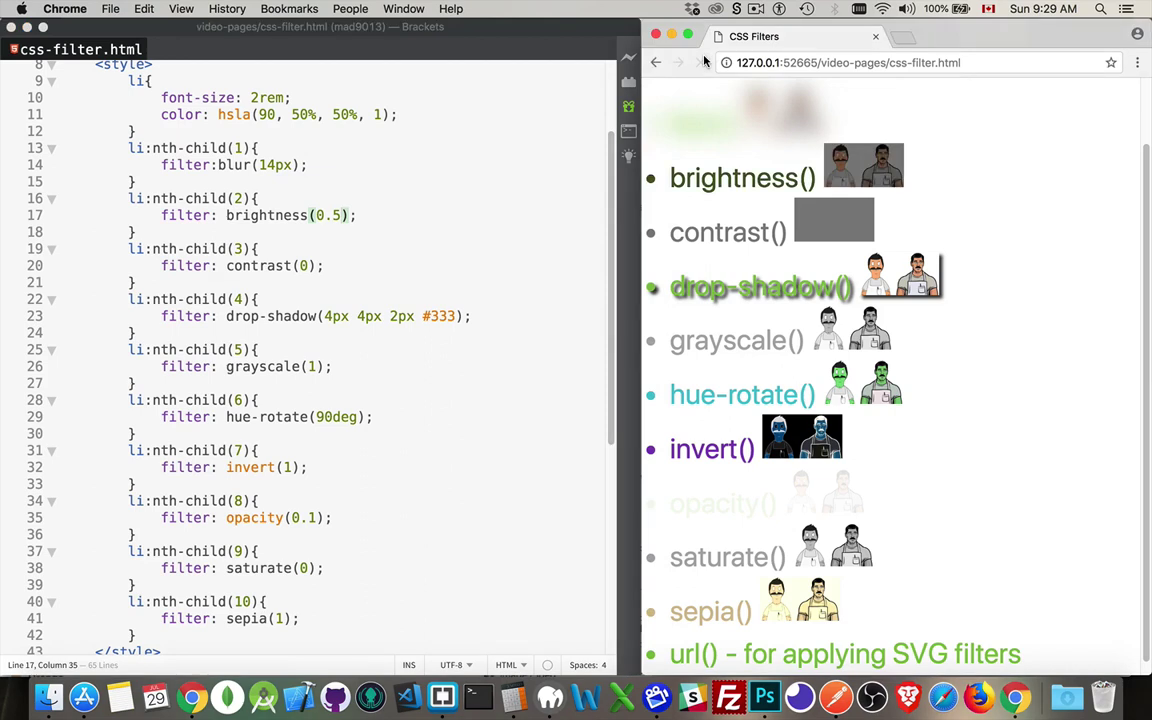 Chrome File Edit View History Bookmarks People Window Help 100% Sun 9:29 AM
video-pages/css-filter.html (mad9013) — Brackets
css-filter.html
8 <style>
9 li{
10 font-size: 2rem;
11 color: hsla(90, 50%, 50%, 1);
12 }
13 li:nth-child(1){
14 filter:blur(14px);
15 }
16 li:nth-child(2){
17 filter: brightness(0.5);
18 }
19 li:nth-child(3){
20 filter: contrast(0);
21 }
22 li:nth-child(4){
23 filter: drop-shadow(4px 4px 2px #333);
24 }
25 li:nth-child(5){
26 filter: grayscale(1);
27 }
28 li:nth-child(6){
29 filter: hue-rotate(90deg);
30 }
31 li:nth-child(7){
32 filter: invert(1);
33 }
34 li:nth-child(8){
35 filter: opacity(0.1);
36 }
37 li:nth-child(9){
38 filter: saturate(0);
39 }
40 li:nth-child(10){
41 filter: sepia(1);
42 }
43 </style>
Line 17, Column 35 — 65 Lines
INS UTF-8 HTML Spaces: 4
CSS Filters
127.0.0.1:52665/video-pages/css-filter.html
brightness()
contrast()
drop-shadow()
grayscale()
hue-rotate()
invert()
opacity()
saturate()
sepia()
url() - for applying SVG filters
JUL
29